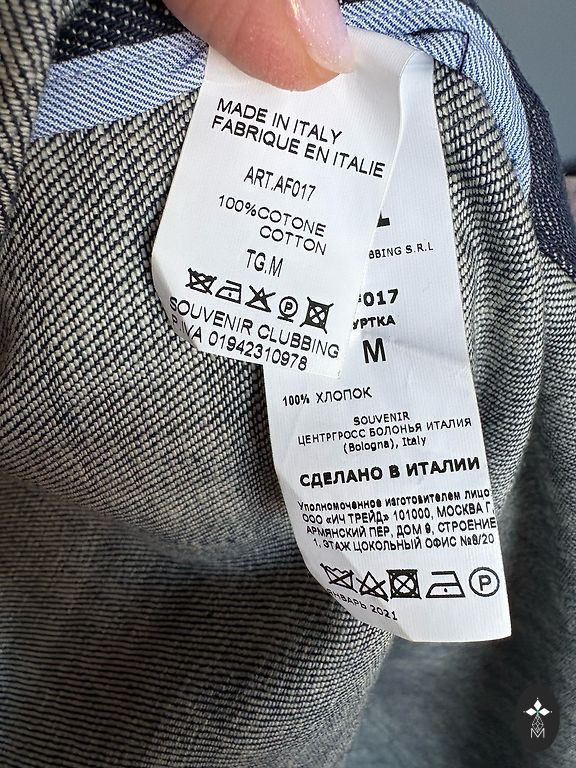 MADE IN ITALY
FABRIQUE EN ITALIE
ART.AF017
100%COTONE
COTTON
TG.M
SOUVENIR CLUBBING
P.IVA 01942310978
BBING S.R.L
017
УРТКА
M
100% ХЛОПОК
SOUVENIR
ЦЕНТРГРОСС БОЛОНЬЯ ИТАЛИЯ
(Bologna), Italy
СДЕЛАНО В ИТАЛИИ
Уполномоченное изготовителем лицо
ООО «ИЧ ТРЕЙД» 101000, МОСКВА Г,
АРМЯНСКИЙ ПЕР, ДОМ 9, СТРОЕНИЕ
1, ЭТАЖ ЦОКОЛЬНЫЙ ОФИС №8/20
P
ЯНВАРЬ 2021
M